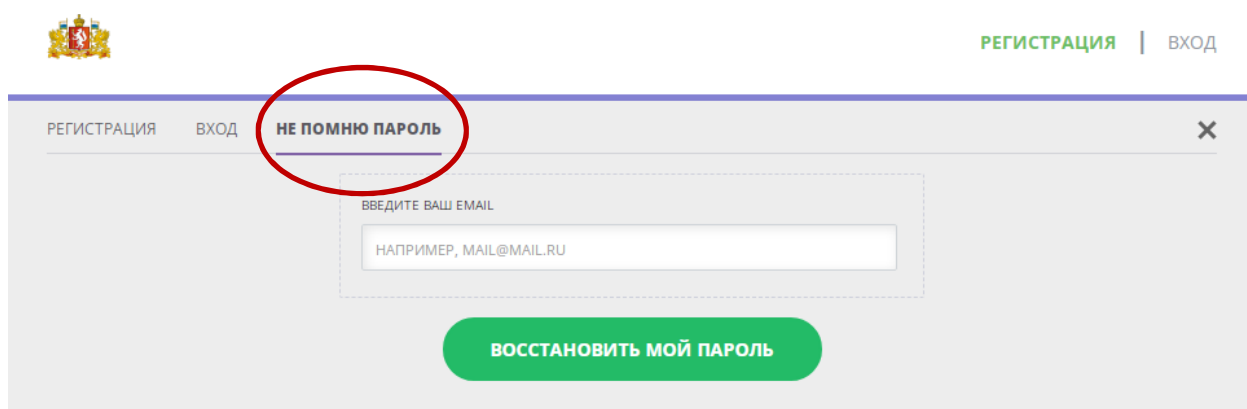 РЕГИСТРАЦИЯ | ВХОД
РЕГИСТРАЦИЯ ВХОД НЕ ПОМНЮ ПАРОЛЬ ×
ВВЕДИТЕ ВАШ EMAIL
НАПРИМЕР, MAIL@MAIL.RU
ВОССТАНОВИТЬ МОЙ ПАРОЛЬ